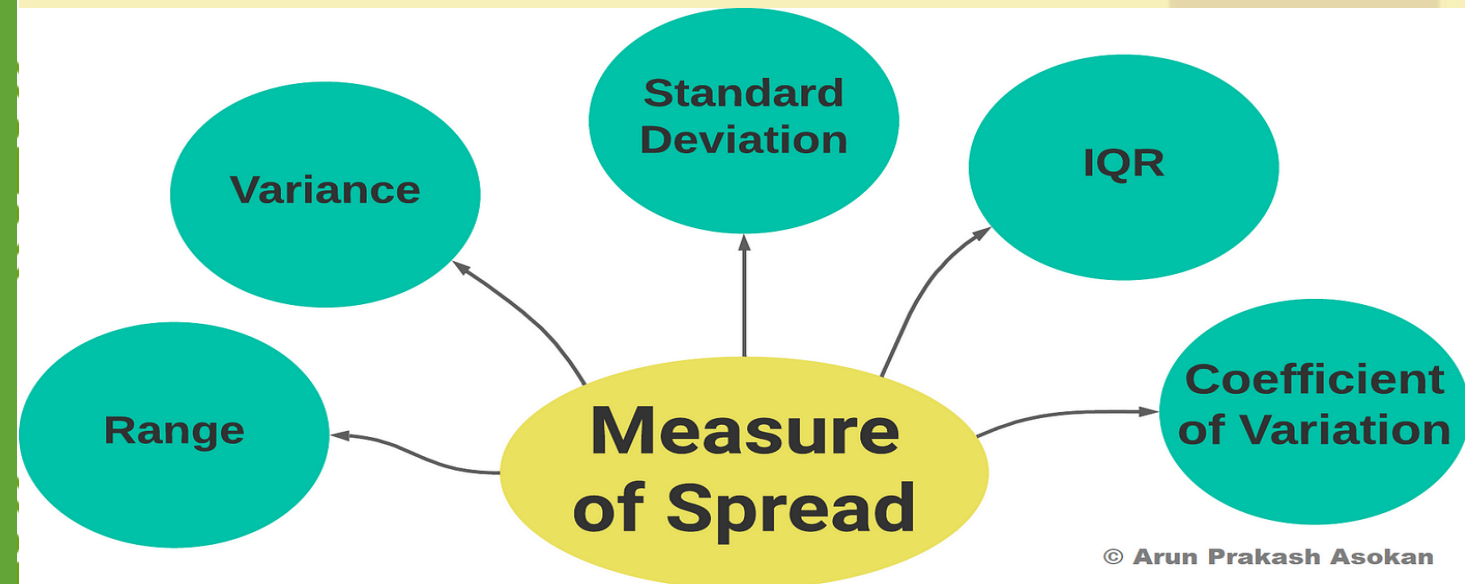 Standard
Deviation
IQR
Variance
Coefficient
of Variation
Range
Measure
of Spread
© Arun Prakash Asokan